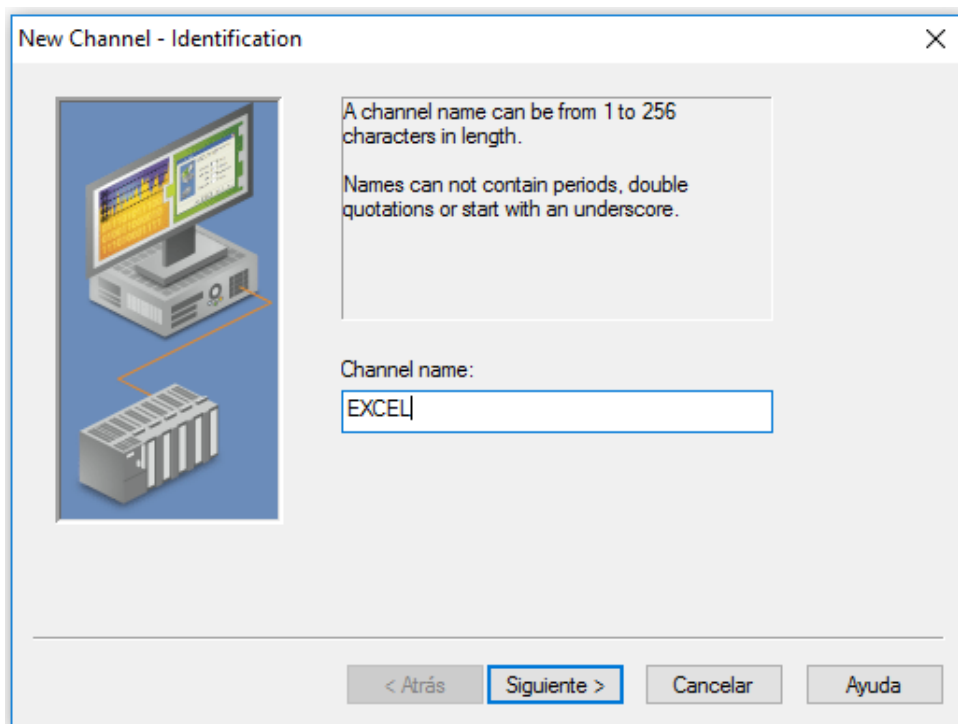 New Channel - Identification
A channel name can be from 1 to 256
characters in length.
Names can not contain periods, double
quotations or start with an underscore.
Channel name:
EXCEL
< Atrás
Siguiente >
Cancelar
Ayuda